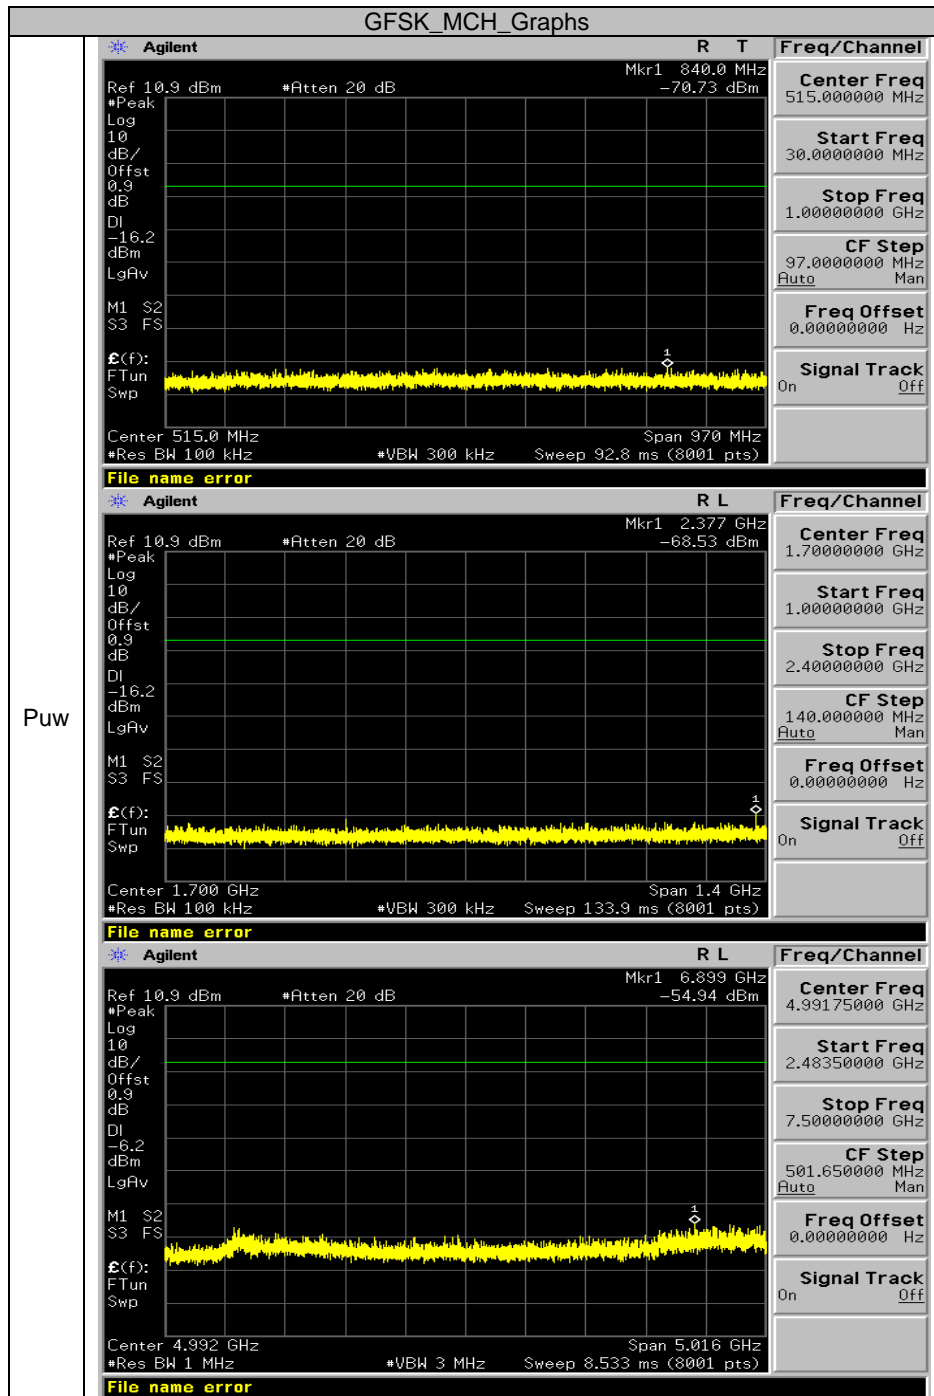 GFSK_MCH_Graphs
Puw
Agilent R T Freq/Channel
Mkr1 840.0 MHz
Ref 10.9 dBm #Atten 20 dB -70.73 dBm
#Peak
Log
10
dB/
Offst
0.9
dB
DI
-16.2
dBm
LgAv
M1 S2
S3 FS
£(f):
FTun
Swp
1
Center 515.0 MHz Span 970 MHz
#Res BW 100 kHz #VBW 300 kHz Sweep 92.8 ms (8001 pts)
File name error
Center Freq
515.000000 MHz
Start Freq
30.0000000 MHz
Stop Freq
1.00000000 GHz
CF Step
97.0000000 MHz
Auto Man
Freq Offset
0.00000000 Hz
Signal Track
On Off
Agilent R L Freq/Channel
Mkr1 2.377 GHz
Ref 10.9 dBm #Atten 20 dB -68.53 dBm
#Peak
Log
10
dB/
Offst
0.9
dB
DI
-16.2
dBm
LgAv
M1 S2
S3 FS
£(f):
FTun
Swp
1
Center 1.700 GHz Span 1.4 GHz
#Res BW 100 kHz #VBW 300 kHz Sweep 133.9 ms (8001 pts)
File name error
Center Freq
1.70000000 GHz
Start Freq
1.00000000 GHz
Stop Freq
2.40000000 GHz
CF Step
140.000000 MHz
Auto Man
Freq Offset
0.00000000 Hz
Signal Track
On Off
Agilent R L Freq/Channel
Mkr1 6.899 GHz
Ref 10.9 dBm #Atten 20 dB -54.94 dBm
#Peak
Log
10
dB/
Offst
0.9
dB
DI
-6.2
dBm
LgAv
M1 S2
S3 FS
£(f):
FTun
Swp
1
Center 4.992 GHz Span 5.016 GHz
#Res BW 1 MHz #VBW 3 MHz Sweep 8.533 ms (8001 pts)
File name error
Center Freq
4.99175000 GHz
Start Freq
2.48350000 GHz
Stop Freq
7.50000000 GHz
CF Step
501.650000 MHz
Auto Man
Freq Offset
0.00000000 Hz
Signal Track
On Off